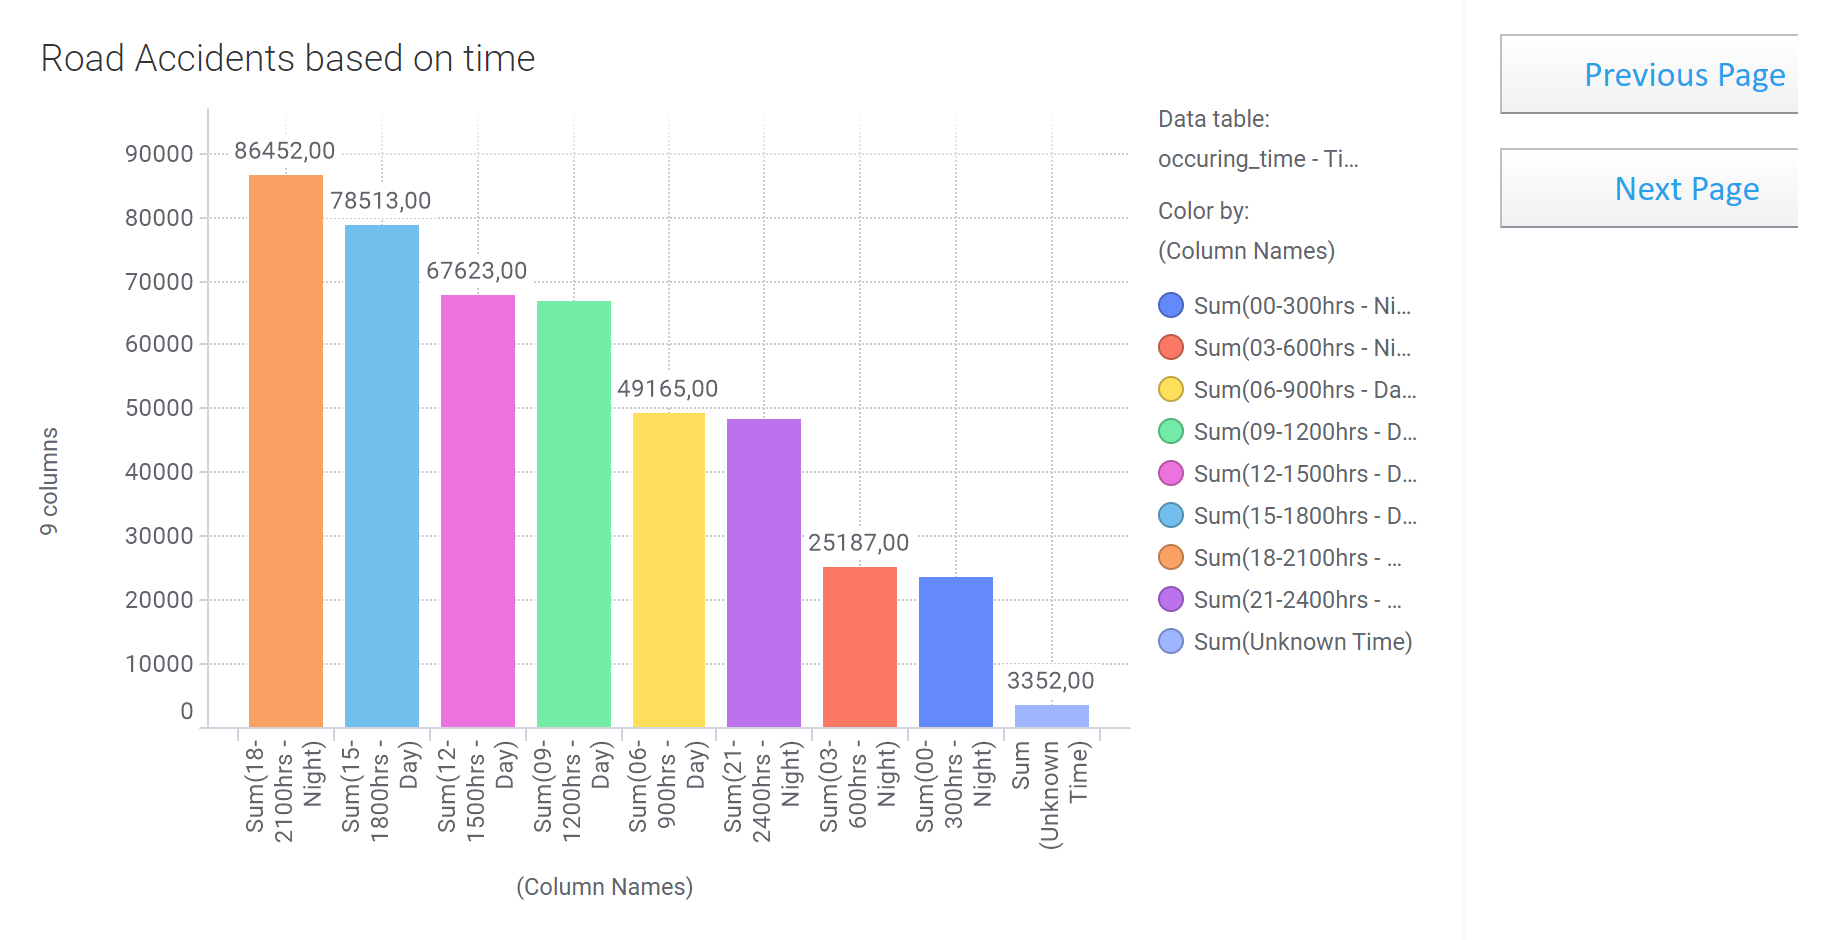 Road Accidents based on time
Previous Page
Next Page
9 columns
90000
80000
70000
60000
50000
40000
30000
20000
10000
0
86452,00
78513,00
67623,00
49165,00
25187,00
3352,00
Sum(18-
2100hrs -
Night)
Sum(15-
1800hrs -
Day)
Sum(12-
1500hrs -
Day)
Sum(09-
1200hrs -
Day)
Sum(06-
900hrs -
Day)
Sum(21-
2400hrs -
Night)
Sum(03-
600hrs -
Night)
Sum(00-
300hrs -
Night)
Sum
(Unknown
Time)
(Column Names)
Data table:
occuring_time - Ti...
Color by:
(Column Names)
Sum(00-300hrs - Ni...
Sum(03-600hrs - Ni...
Sum(06-900hrs - Da...
Sum(09-1200hrs - D...
Sum(12-1500hrs - D...
Sum(15-1800hrs - D...
Sum(18-2100hrs - ...
Sum(21-2400hrs - ...
Sum(Unknown Time)